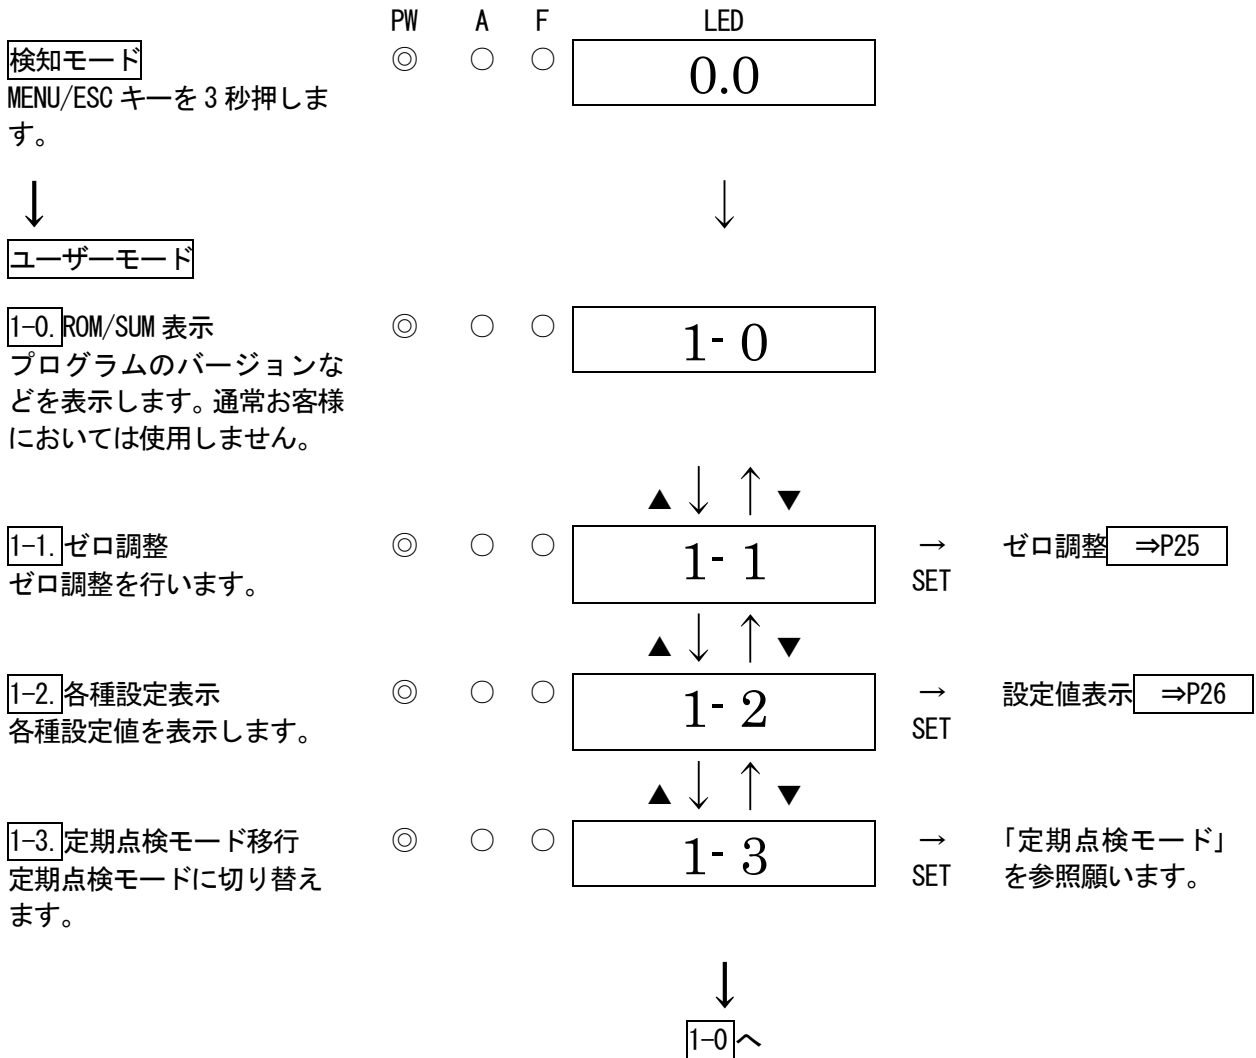 PW A F LED
検知モード ◎ ○ ○ 0.0
MENU/ESC キーを 3 秒押しま
す。
↓ ↓
ユーザーモード
1-0. ROM/SUM 表示 ◎ ○ ○ 1- 0
プログラムのバージョンな
どを表示します。通常お客様
においては使用しません。
▲ ↓ ↑ ▼
1-1. ゼロ調整 ◎ ○ ○ 1- 1 → ゼロ調整 ⇒P25
ゼロ調整を行います。 SET
▲ ↓ ↑ ▼
1-2. 各種設定表示 ◎ ○ ○ 1- 2 → 設定値表示 ⇒P26
各種設定値を表示します。 SET
▲ ↓ ↑ ▼
1-3. 定期点検モード移行 ◎ ○ ○ 1- 3 → 「定期点検モード」
定期点検モードに切り替え SET を参照願います。
ます。
↓
1-0 へ